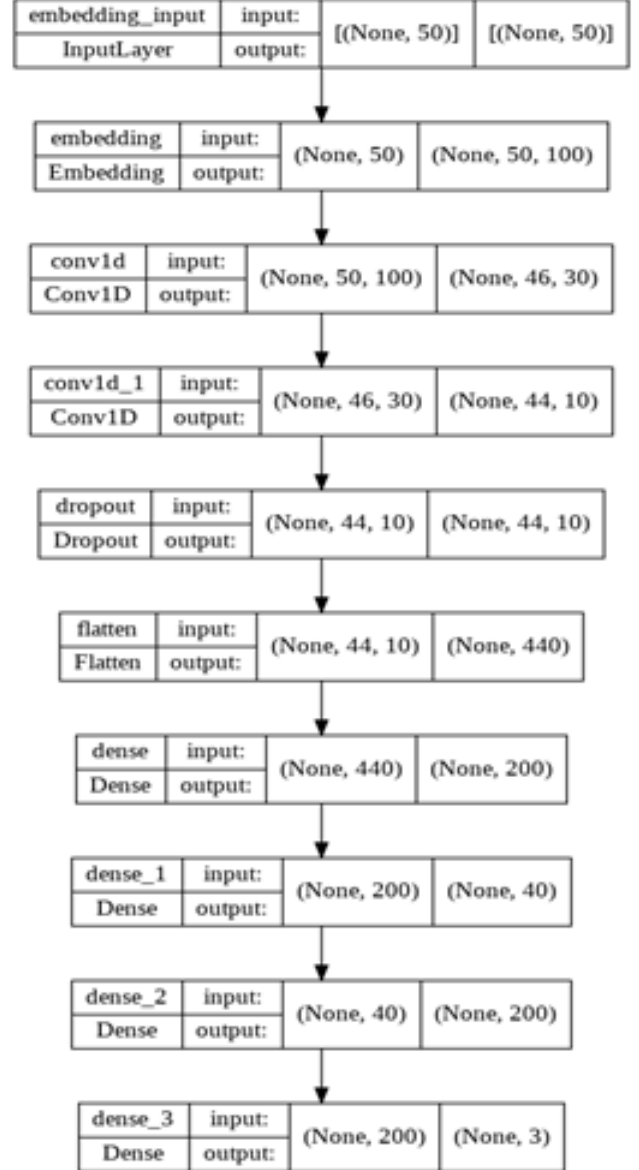 embedding_input input: [(None, 50)] [(None, 50)]
InputLayer output:
embedding input: (None, 50) (None, 50, 100)
Embedding output:
conv1d input: (None, 50, 100) (None, 46, 30)
Conv1D output:
conv1d_1 input: (None, 46, 30) (None, 44, 10)
Conv1D output:
dropout input: (None, 44, 10) (None, 44, 10)
Dropout output:
flatten input: (None, 44, 10) (None, 440)
Flatten output:
dense input: (None, 440) (None, 200)
Dense output:
dense_1 input: (None, 200) (None, 40)
Dense output:
dense_2 input: (None, 40) (None, 200)
Dense output:
dense_3 input: (None, 200) (None, 3)
Dense output: